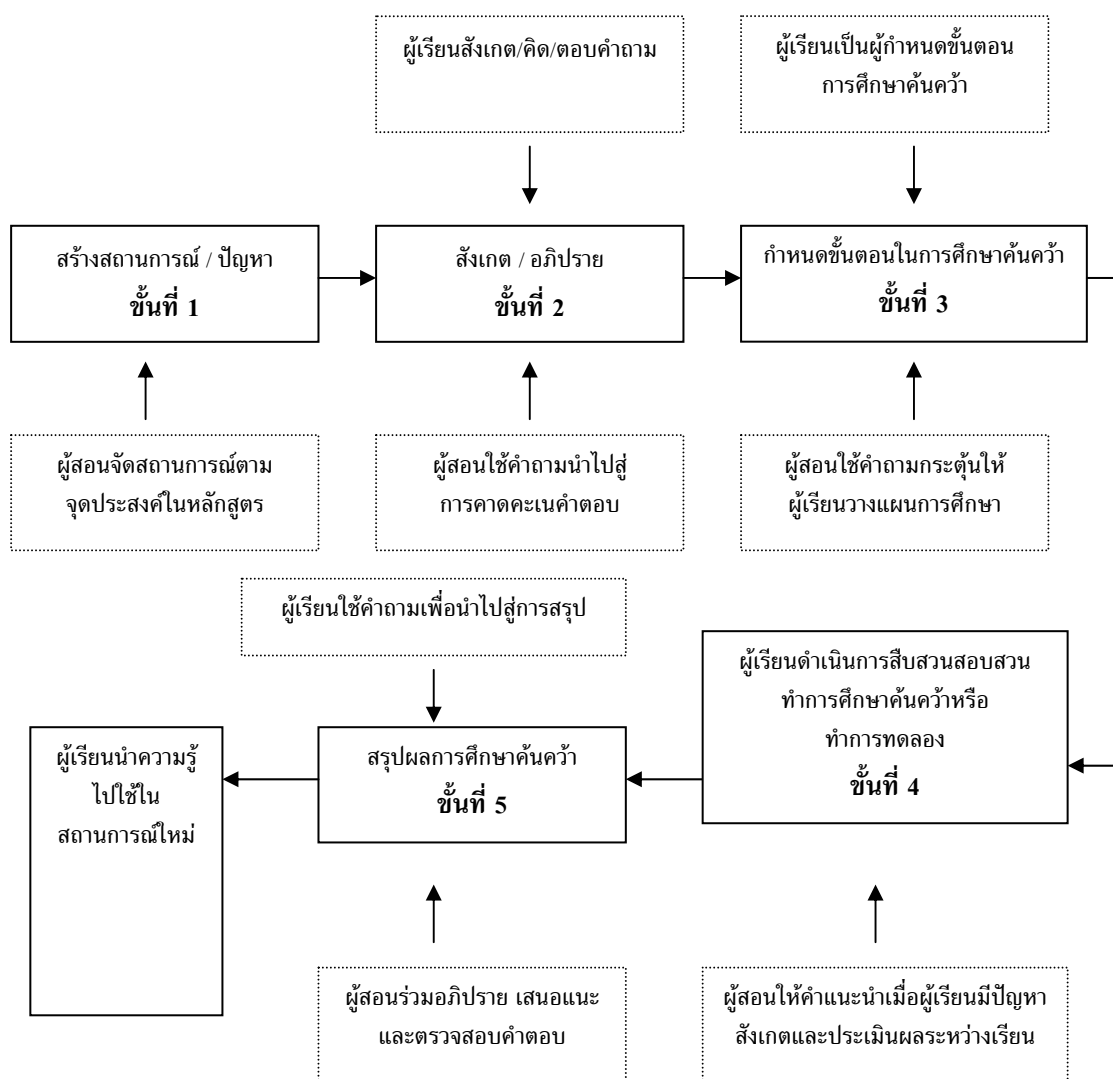 ผู้เรียนสังเกต/คิด/ตอบคำถาม
ผู้เรียนเป็นผู้กำหนดขั้นตอน
การศึกษาค้นคว้า
สร้างสถานการณ์ / ปัญหา
ขั้นที่ 1
สังเกต / อภิปราย
ขั้นที่ 2
กำหนดขั้นตอนในการศึกษาค้นคว้า
ขั้นที่ 3
ผู้สอนจัดสถานการณ์ตาม
จุดประสงค์ในหลักสูตร
ผู้สอนใช้คำถามนำไปสู่
การคาดคะเนคำตอบ
ผู้สอนใช้คำถามกระตุ้นให้
ผู้เรียนวางแผนการศึกษา
ผู้เรียนใช้คำถามเพื่อนำไปสู่การสรุป
ผู้เรียนดำเนินการสืบสวนสอบสวน
ทำการศึกษาค้นคว้าหรือ
ทำการทดลอง
ขั้นที่ 4
สรุปผลการศึกษาค้นคว้า
ขั้นที่ 5
ผู้เรียนนำความรู้
ไปใช้ใน
สถานการณ์ใหม่
ผู้สอนร่วมอภิปราย เสนอแนะ
และตรวจสอบคำตอบ
ผู้สอนให้คำแนะนำเมื่อผู้เรียนมีปัญหา
สังเกตและประเมินผลระหว่างเรียน